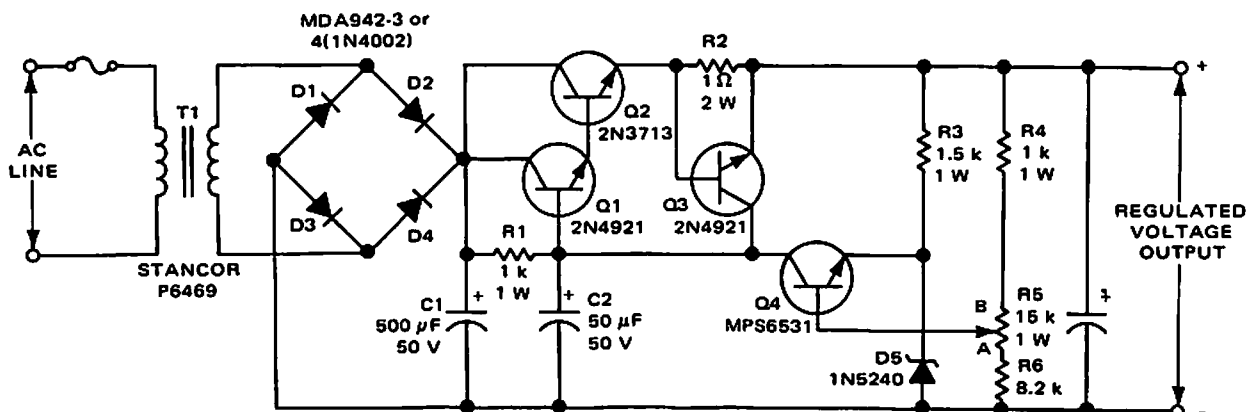 MDA942-3 or
4(1N4002)
AC
LINE
T1
STANCOR
P6469
D1
D2
D3
D4
Q2
2N3713
Q1
2N4921
R1
1 k
1 W
C1
500 µF
50 V
+
C2
50 µF
50 V
+
R2
1Ω
2 W
Q3
2N4921
Q4
MPS6531
R3
1.5 k
1 W
R4
1 k
1 W
B
A
R5
15 k
1 W
R6
8.2 k
D5
1N5240
+
+
REGULATED
VOLTAGE
OUTPUT
–